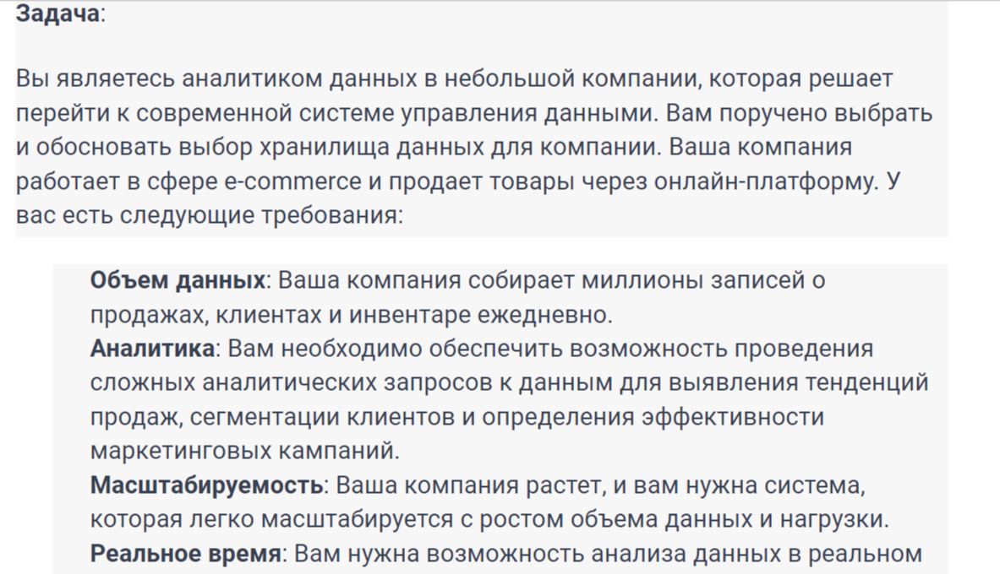 Задача:
Вы являетесь аналитиком данных в небольшой компании, которая решает
перейти к современной системе управления данными. Вам поручено выбрать
и обосновать выбор хранилища данных для компании. Ваша компания
работает в сфере e-commerce и продает товары через онлайн-платформу. У
вас есть следующие требования:
Объем данных: Ваша компания собирает миллионы записей о
продажах, клиентах и инвентаре ежедневно.
Аналитика: Вам необходимо обеспечить возможность проведения
сложных аналитических запросов к данным для выявления тенденций
продаж, сегментации клиентов и определения эффективности
маркетинговых кампаний.
Масштабируемость: Ваша компания растет, и вам нужна система,
которая легко масштабируется с ростом объема данных и нагрузки.
Реальное время: Вам нужна возможность анализа данных в реальном